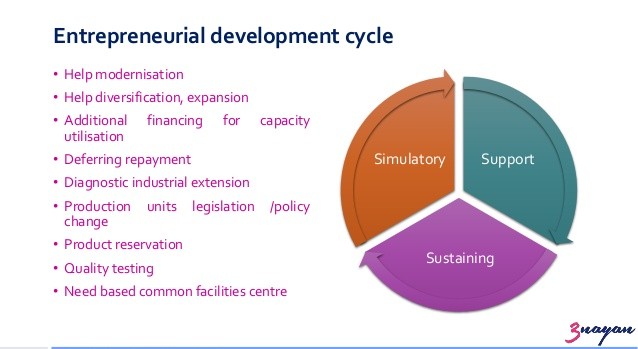 Entrepreneurial development cycle
• Help modernisation
• Help diversification, expansion
• Additional financing for capacity
utilisation
• Deferring repayment
• Diagnostic industrial extension
• Production units legislation /policy
change
• Product reservation
• Quality testing
• Need based common facilities centre
Simulatory
Support
Sustaining
3nayan